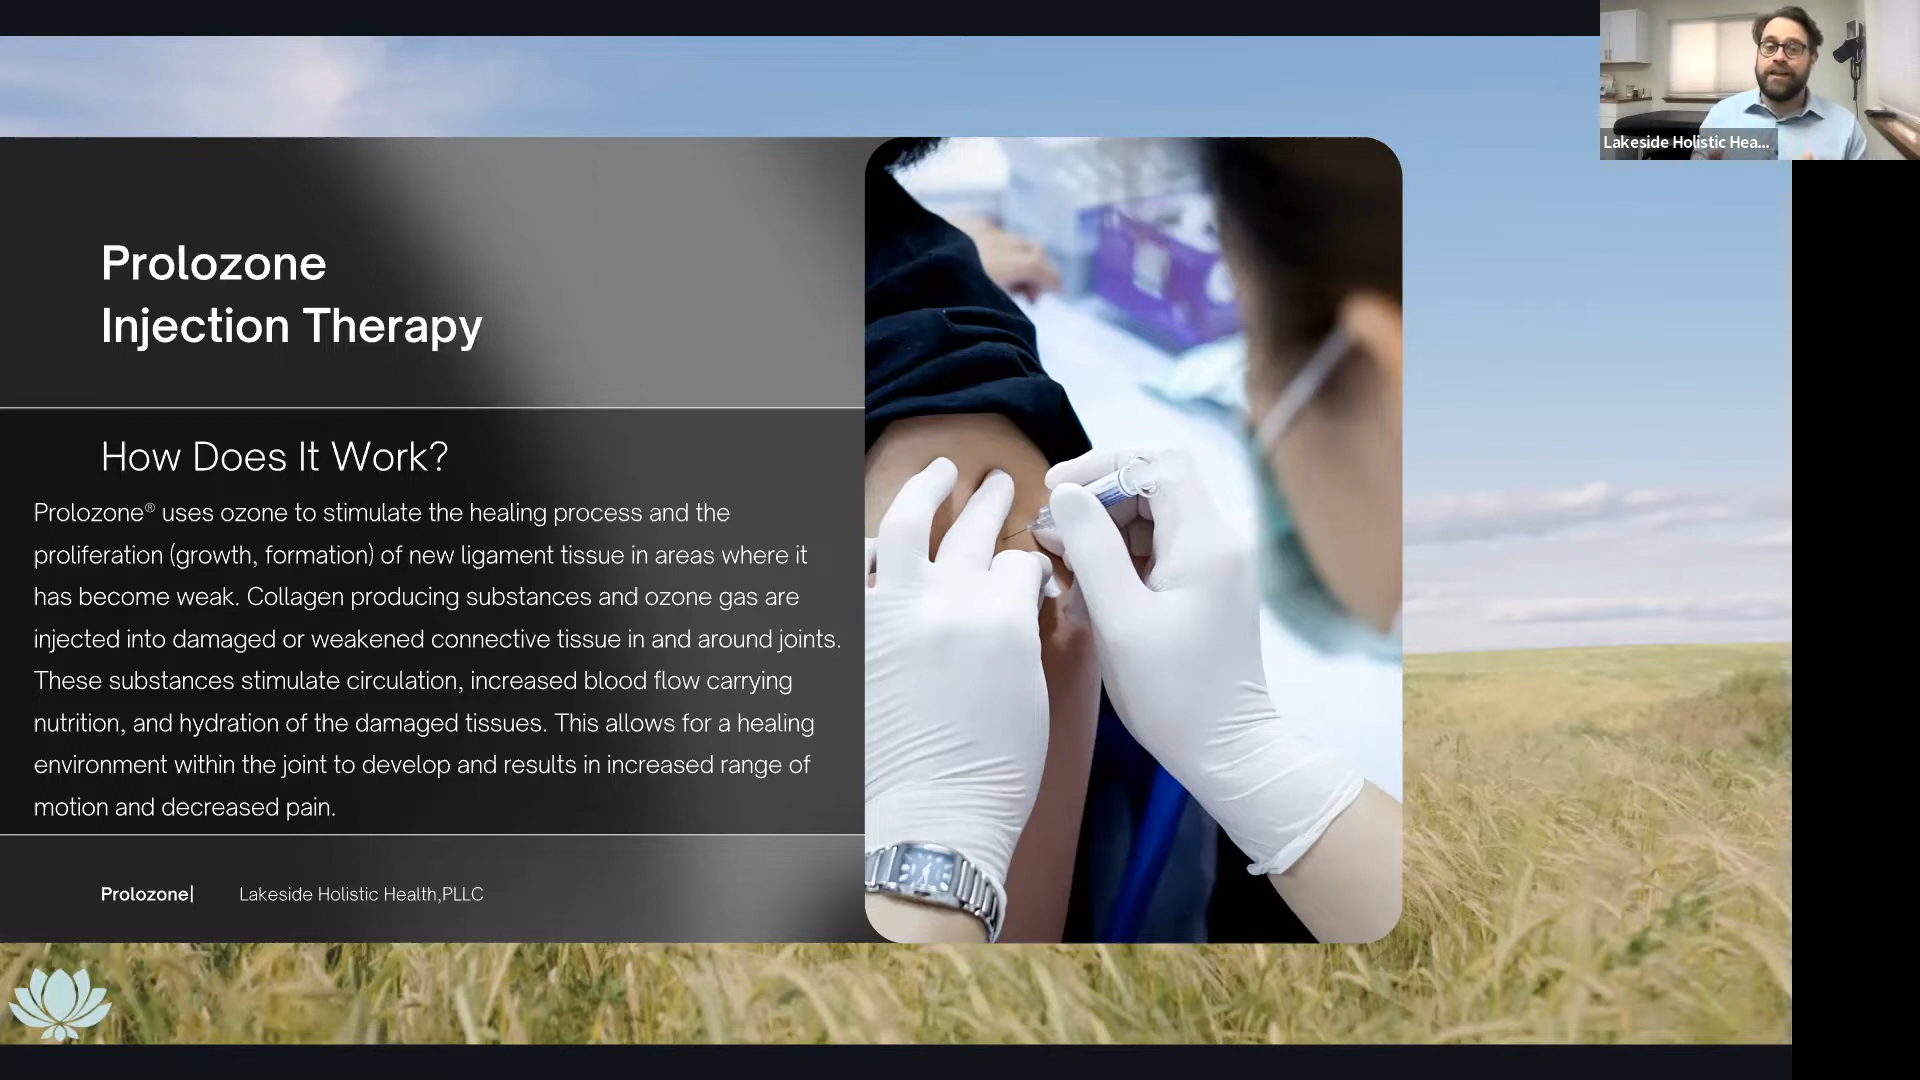 Lakeside Holistic Hea...
Prolozone
Injection Therapy
How Does It Work?
Prolozone® uses ozone to stimulate the healing process and the
proliferation (growth, formation) of new ligament tissue in areas where it
has become weak. Collagen producing substances and ozone gas are
injected into damaged or weakened connective tissue in and around joints.
These substances stimulate circulation, increased blood flow carrying
nutrition, and hydration of the damaged tissues. This allows for a healing
environment within the joint to develop and results in increased range of
motion and decreased pain.
Prolozone| Lakeside Holistic Health,PLLC